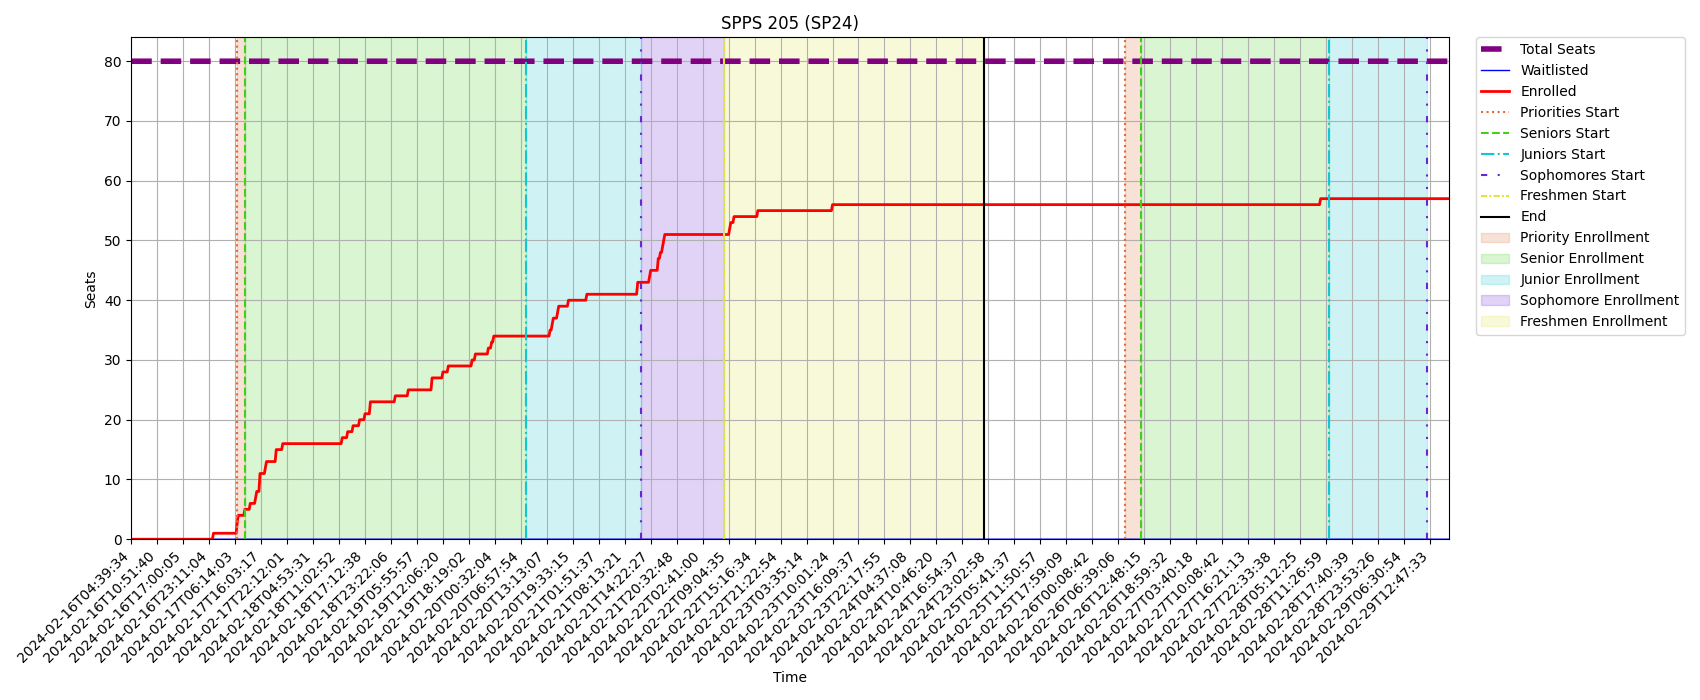 SPPS 205 (SP24)
Seats
80
70
60
50
40
30
20
10
0
2024-02-16T04:39:34
2024-02-16T10:51:40
2024-02-16T17:00:05
2024-02-16T23:11:04
2024-02-17T06:14:03
2024-02-17T16:03:17
2024-02-17T22:12:01
2024-02-18T04:53:31
2024-02-18T11:02:52
2024-02-18T17:12:38
2024-02-18T23:22:06
2024-02-19T05:55:57
2024-02-19T12:06:20
2024-02-19T18:19:02
2024-02-20T00:32:04
2024-02-20T06:57:54
2024-02-20T13:13:07
2024-02-20T19:33:15
2024-02-21T01:51:37
2024-02-21T08:13:21
2024-02-21T14:22:27
2024-02-21T20:32:48
2024-02-22T02:41:00
2024-02-22T09:04:35
2024-02-22T15:16:34
2024-02-22T21:22:54
2024-02-23T03:35:14
2024-02-23T10:01:24
2024-02-23T16:09:37
2024-02-23T22:17:55
2024-02-24T04:37:08
2024-02-24T10:46:20
2024-02-24T16:54:37
2024-02-24T23:02:58
2024-02-25T05:41:37
2024-02-25T11:50:57
2024-02-25T17:59:09
2024-02-26T00:08:42
2024-02-26T06:39:06
2024-02-26T12:48:15
2024-02-26T18:59:32
2024-02-27T03:40:18
2024-02-27T10:08:42
2024-02-27T16:21:13
2024-02-27T22:33:38
2024-02-28T05:12:25
2024-02-28T11:26:59
2024-02-28T17:40:39
2024-02-28T23:53:26
2024-02-29T06:30:54
2024-02-29T12:47:33
Time
Total Seats
Waitlisted
Enrolled
Priorities Start
Seniors Start
Juniors Start
Sophomores Start
Freshmen Start
End
Priority Enrollment
Senior Enrollment
Junior Enrollment
Sophomore Enrollment
Freshmen Enrollment